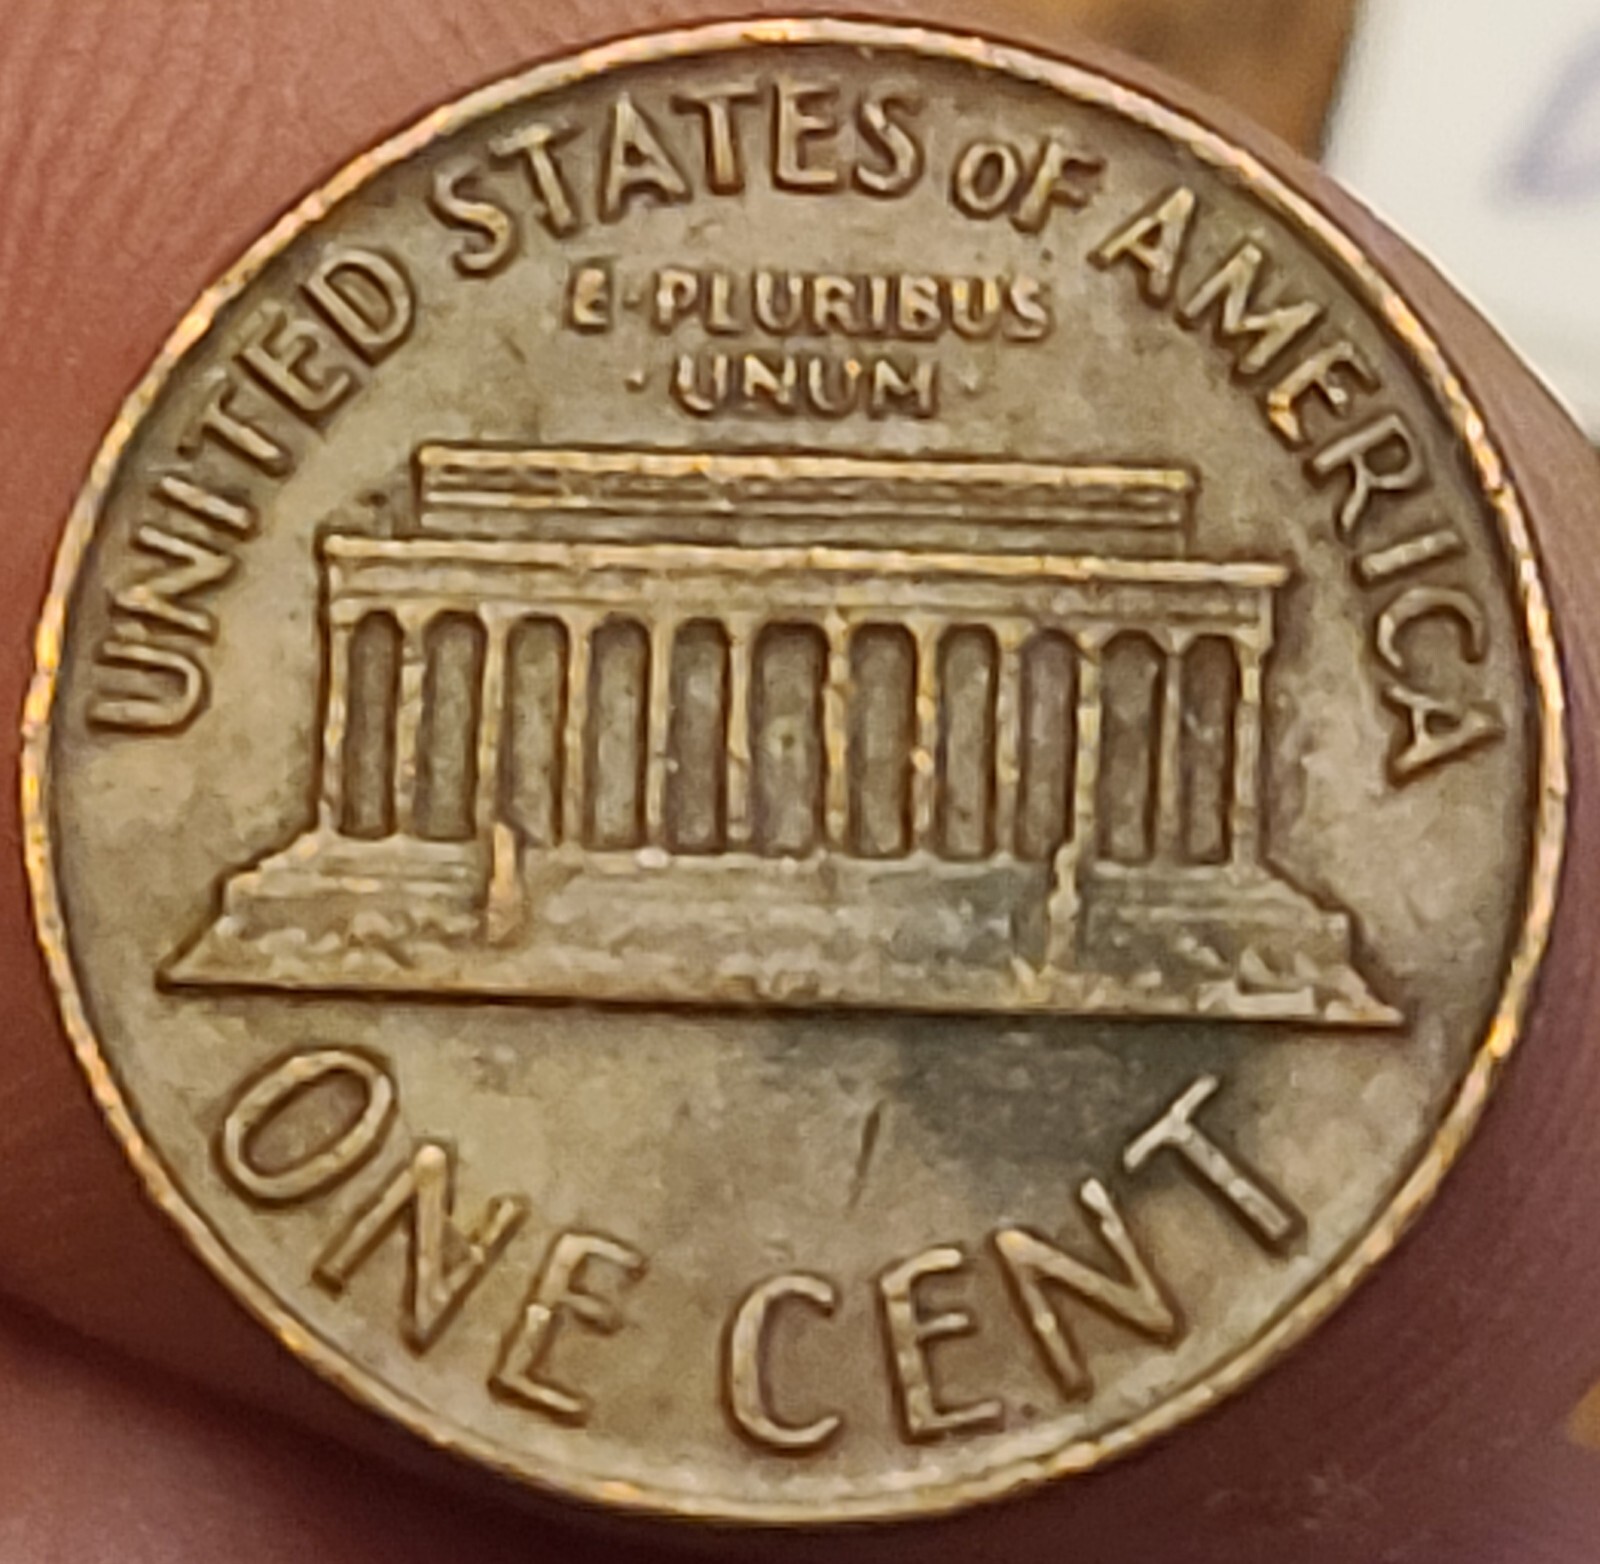 UNITED STATES OF AMERICA
E·PLURIBUS
·UNUM·
ONE CENT